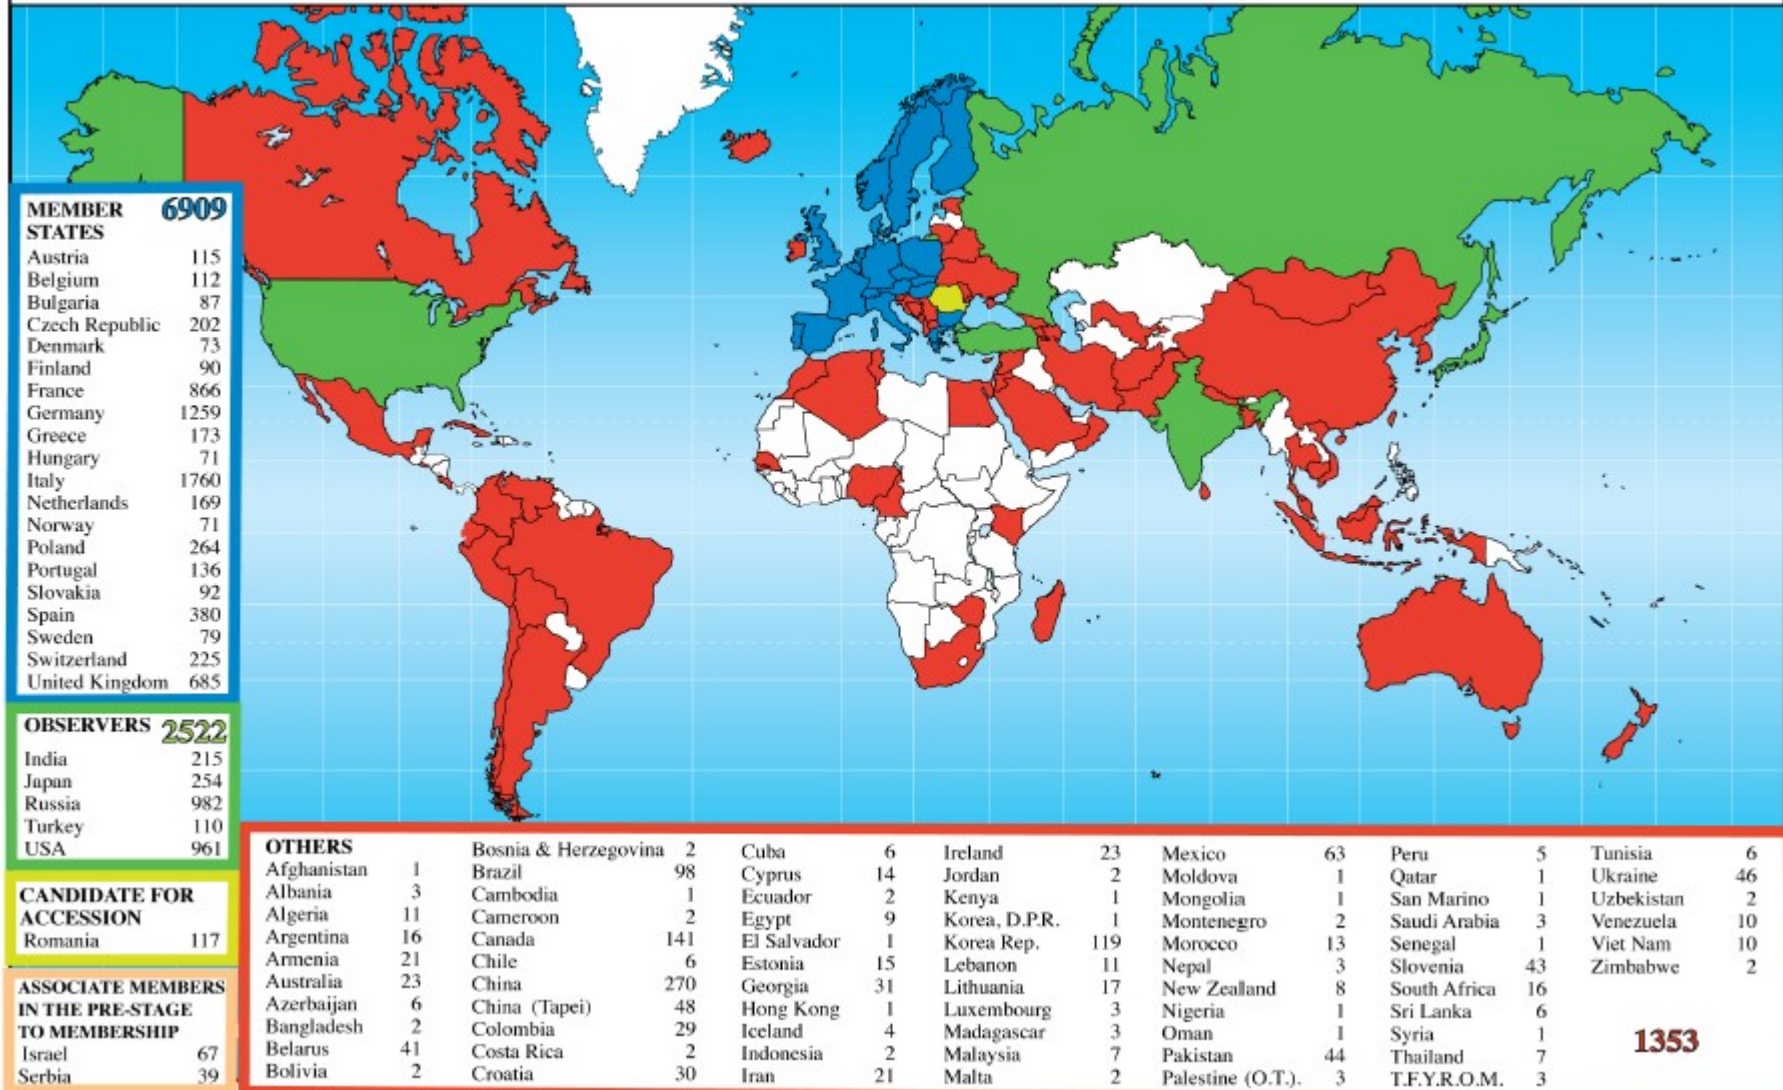 MEMBER 6909
STATES
Austria 115
Belgium 112
Bulgaria 87
Czech Republic 202
Denmark 73
Finland 90
France 866
Germany 1259
Greece 173
Hungary 71
Italy 1760
Netherlands 169
Norway 71
Poland 264
Portugal 136
Slovakia 92
Spain 380
Sweden 79
Switzerland 225
United Kingdom 685
OBSERVERS 2522
India 215
Japan 254
Russia 982
Turkey 110
USA 961
CANDIDATE FOR
ACCESSION
Romania 117
ASSOCIATE MEMBERS
IN THE PRE-STAGE
TO MEMBERSHIP
Israel 67
Serbia 39
OTHERS
Afghanistan 1
Albania 3
Algeria 11
Argentina 16
Armenia 21
Australia 23
Azerbaijan 6
Bangladesh 2
Belarus 41
Bolivia 2
Bosnia & Herzegovina 2
Brazil 98
Cambodia 1
Cameroon 2
Canada 141
Chile 6
China 270
China (Tapei) 48
Colombia 29
Costa Rica 2
Croatia 30
Cuba 6
Cyprus 14
Ecuador 2
Egypt 9
El Salvador 1
Estonia 15
Georgia 31
Hong Kong 1
Iceland 4
Indonesia 2
Iran 21
Ireland 23
Jordan 2
Kenya 1
Korea, D.P.R. 1
Korea Rep. 119
Lebanon 11
Lithuania 17
Luxembourg 3
Madagascar 3
Malaysia 7
Malta 2
Mexico 63
Moldova 1
Mongolia 1
Montenegro 2
Morocco 13
Nepal 3
New Zealand 8
Nigeria 1
Oman 1
Pakistan 44
Palestine (O.T.). 3
Peru 5
Qatar 1
San Marino 1
Saudi Arabia 3
Senegal 1
Slovenia 43
South Africa 16
Sri Lanka 6
Syria 1
Thailand 7
T.F.Y.R.O.M. 3
Tunisia 6
Ukraine 46
Uzbekistan 2
Venezuela 10
Viet Nam 10
Zimbabwe 2
1353